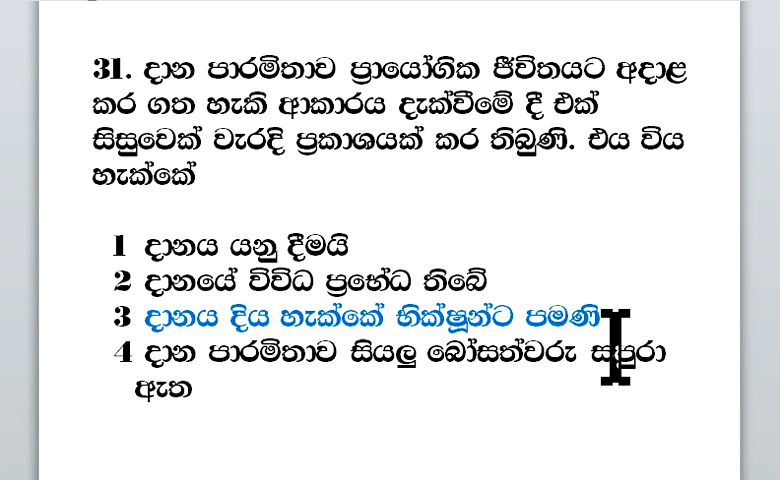 31. දාන පාරමිතාව ප්‍රායෝගික ජීවිතයට අදාළ
කර ගත හැකි ආකාරය දැක්වීමේ දී එක්
සිසුවෙක් වැරදි ප්‍රකාශයක් කර තිබුණි. එය විය
හැක්කේ
1 දානය යනු දීමයි
2 දානයේ විවිධ ප්‍රභේධ තිබේ
3 දානය දිය හැක්කේ භික්ෂූන්ට පමණි
4 දාන පාරමිතාව සියලු බෝසත්වරු සපුරා
ඇත